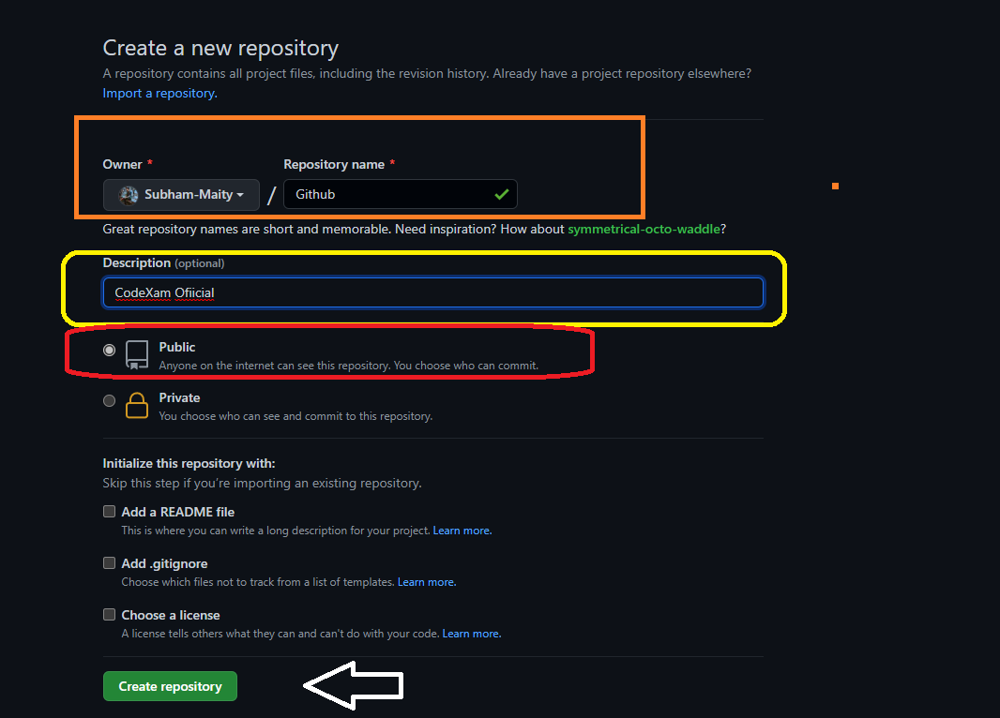 Create a new repository
A repository contains all project files, including the revision history. Already have a project repository elsewhere?
Import a repository.
Owner * Repository name *
Subham-Maity / Github
Great repository names are short and memorable. Need inspiration? How about symmetrical-octo-waddle?
Description (optional)
CodeXam Ofiicial
Public
Anyone on the internet can see this repository. You choose who can commit.
Private
You choose who can see and commit to this repository.
Initialize this repository with:
Skip this step if you're importing an existing repository.
Add a README file
This is where you can write a long description for your project. Learn more.
Add .gitignore
Choose which files not to track from a list of templates. Learn more.
Choose a license
A license tells others what they can and can't do with your code. Learn more.
Create repository